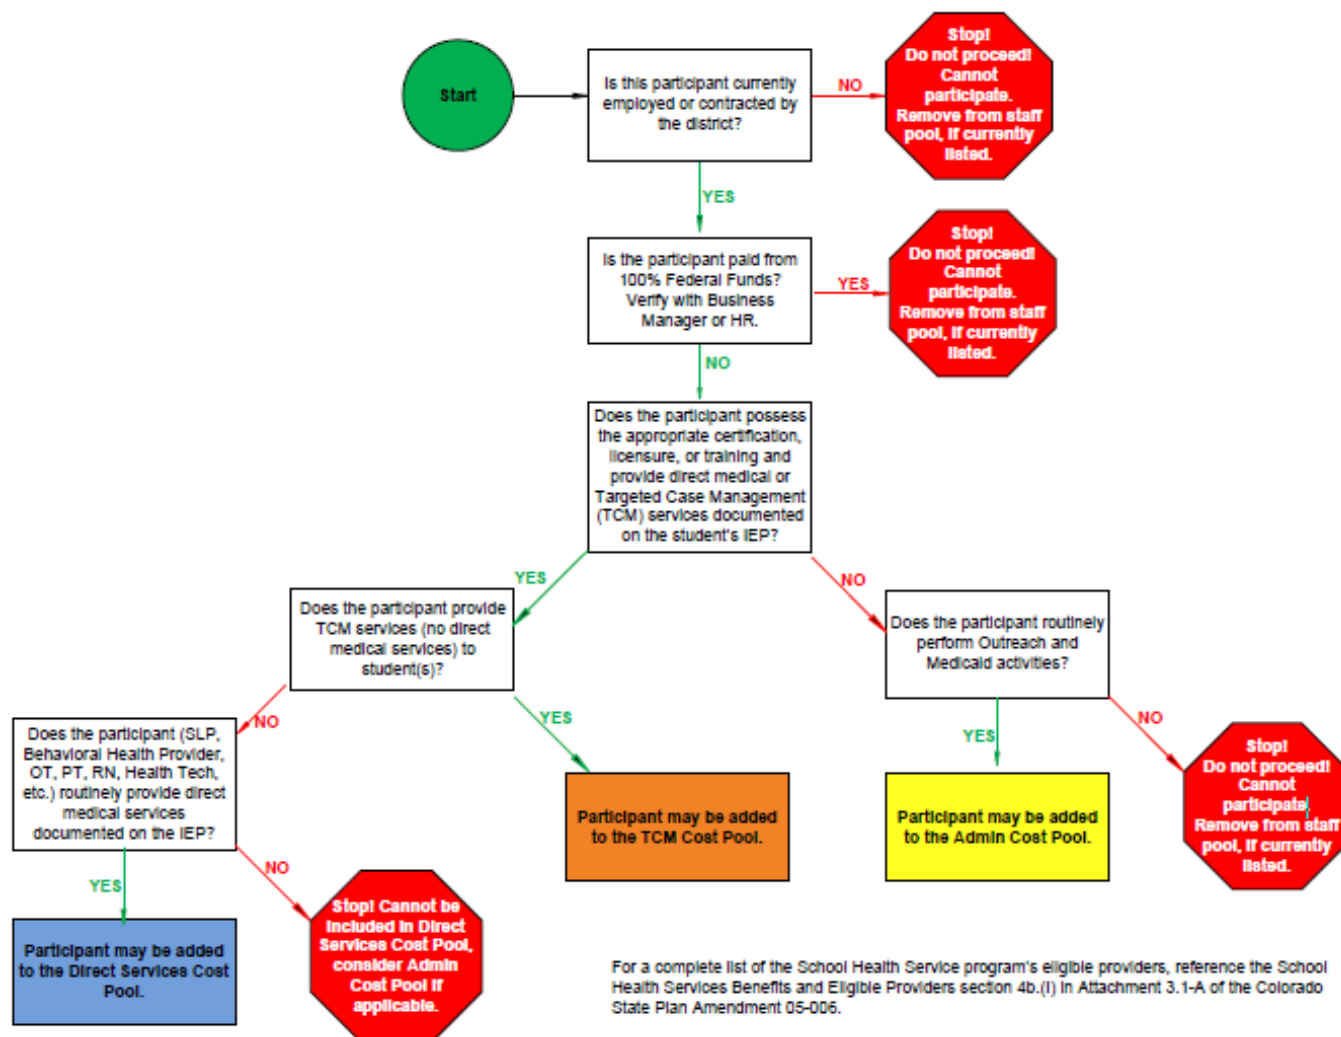 Start
Is this participant currently
employed or contracted by
the district?
NO
Stop!
Do not proceed!
Cannot
participate.
Remove from staff
pool, if currently
listed.
YES
Is the participant paid from
100% Federal Funds?
Verify with Business
Manager or HR.
YES
Stop!
Do not proceed!
Cannot
participate.
Remove from staff
pool, if currently
listed.
NO
Does the participant possess
the appropriate certification,
licensure, or training and
provide direct medical or
Targeted Case Management
(TCM) services documented
on the student's IEP?
YES
NO
Does the participant provide
TCM services (no direct
medical services) to
student(s)?
Does the participant routinely
perform Outreach and
Medicaid activities?
NO
YES
YES
NO
Does the participant (SLP,
Behavioral Health Provider,
OT, PT, RN, Health Tech,
etc.) routinely provide direct
medical services
documented on the IEP?
Participant may be added
to the TCM Cost Pool.
Participant may be added
to the Admin Cost Pool.
Stop!
Do not proceed!
Cannot
participate.
Remove from staff
pool, if currently
listed.
YES
NO
Participant may be added
to the Direct Services Cost
Pool.
Stop! Cannot be
included in Direct
Services Cost Pool,
consider Admin
Cost Pool if
applicable.
For a complete list of the School Health Service program's eligible providers, reference the School
Health Services Benefits and Eligible Providers section 4b.(I) in Attachment 3.1-A of the Colorado
State Plan Amendment 05-006.